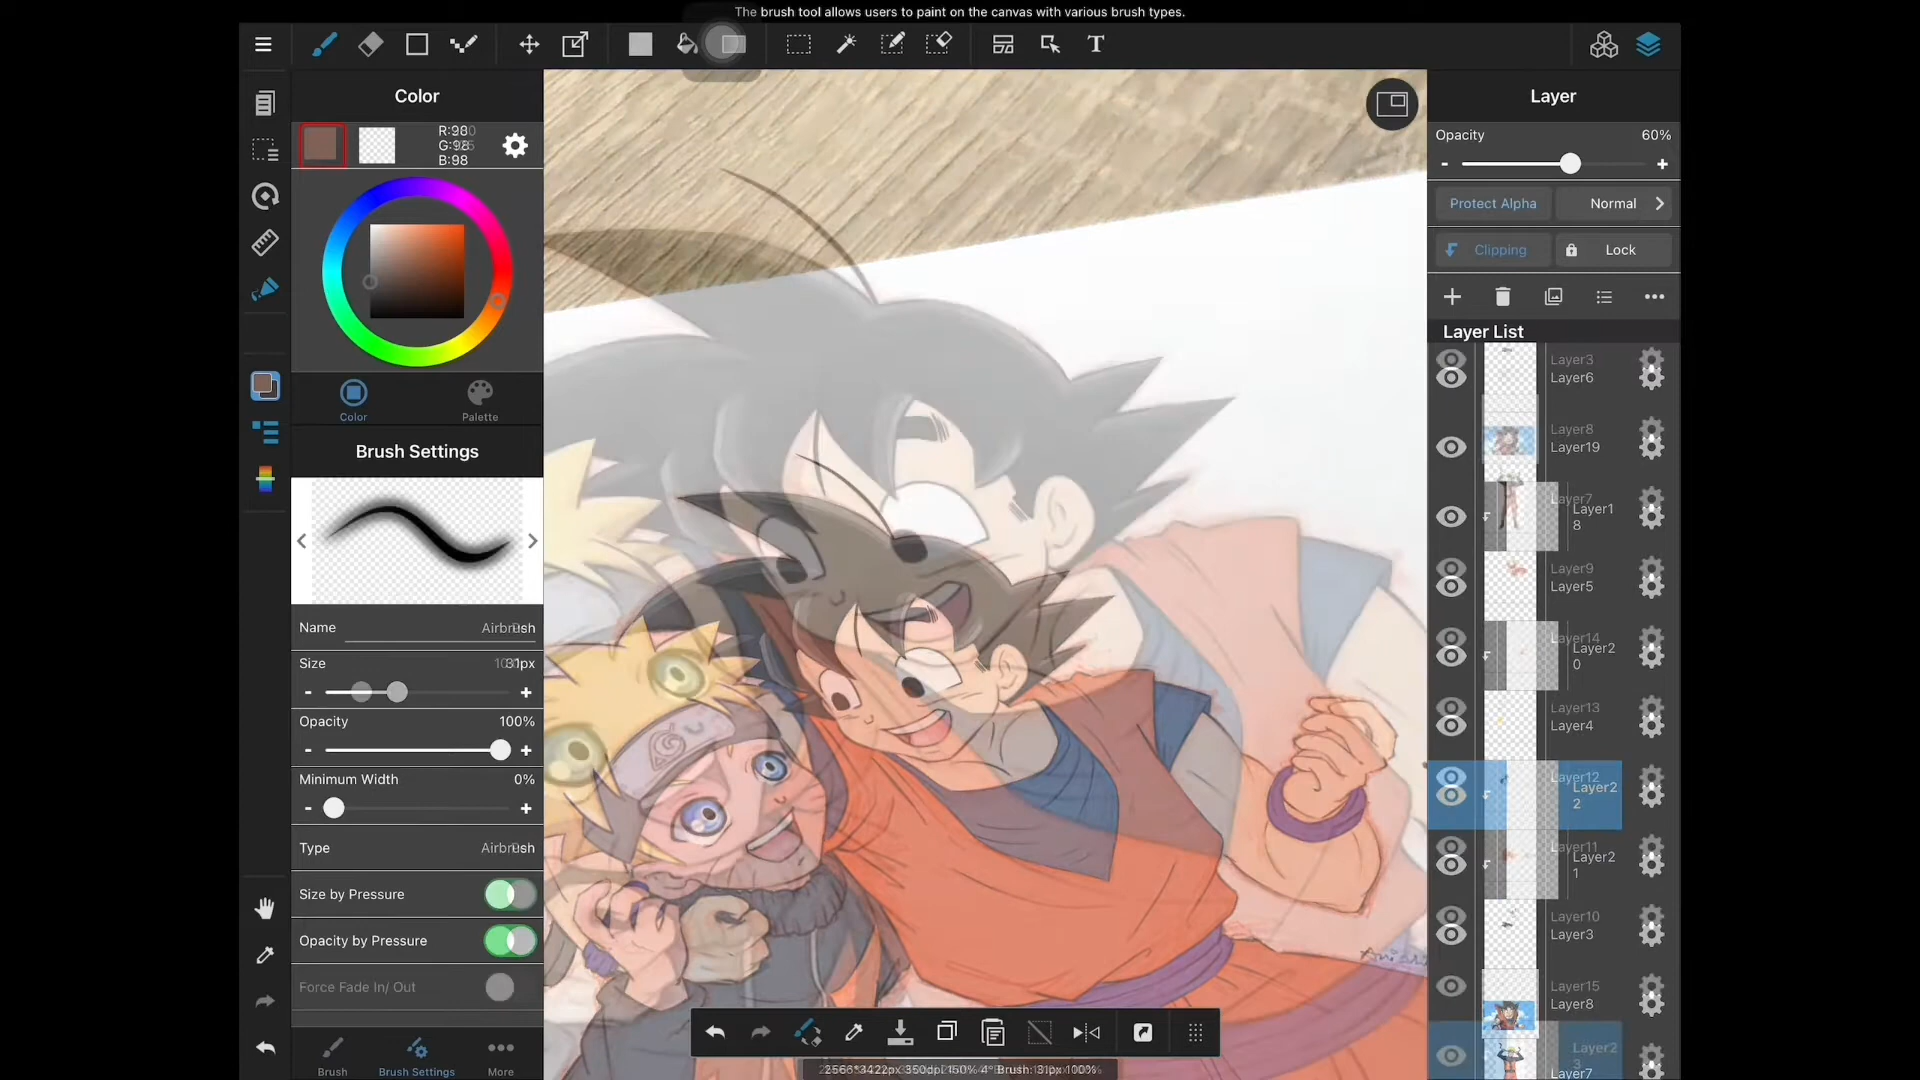 The brush tool allows users to paint on the canvas with various brush types.
T
Color
R:98
G:98
B:98
Color
Palette
Brush Settings
Name
Airbrush
Size
31px
Opacity
100%
Minimum Width
0%
Type
Airbrush
Size by Pressure
Opacity by Pressure
Force Fade In/ Out
Brush
Brush Settings
More
2566*3422px 350dpi 150% 4° Brush: 31px 100%
Layer
Opacity
60%
Protect Alpha
Normal
Clipping
Lock
Layer List
Layer3
Layer6
Layer8
Layer19
Layer7
Layer1
8
Layer9
Layer5
Layer14
Layer2
0
Layer13
Layer4
Layer12
Layer2
2
Layer11
Layer2
1
Layer10
Layer3
Layer15
Layer8
Layer2
3
Layer7